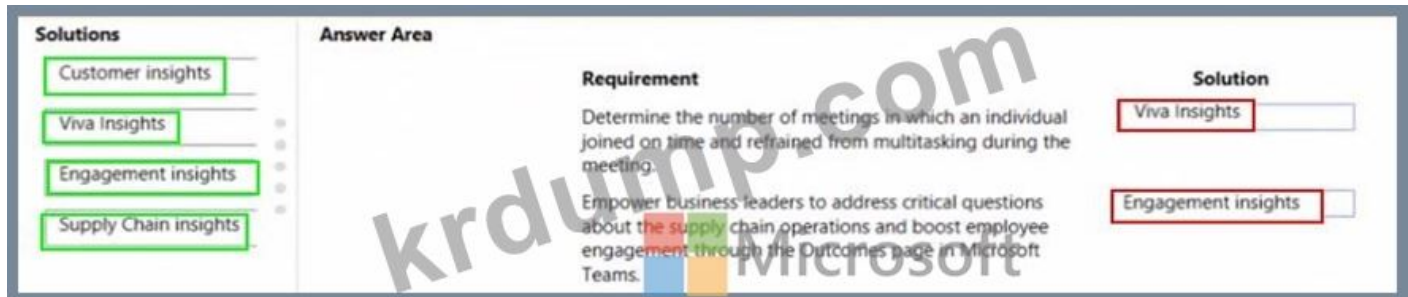 Solutions
Answer Area
Customer insights
Viva Insights
Engagement insights
Supply Chain insights
Requirement
Solution
Determine the number of meetings in which an individual
joined on time and refrained from multitasking during the
meeting.
Viva Insights
Empower business leaders to address critical questions
about the supply chain operations and boost employee
engagement through the Outcomes page in Microsoft
Teams.
Engagement insights
krdump.com
Microsoft